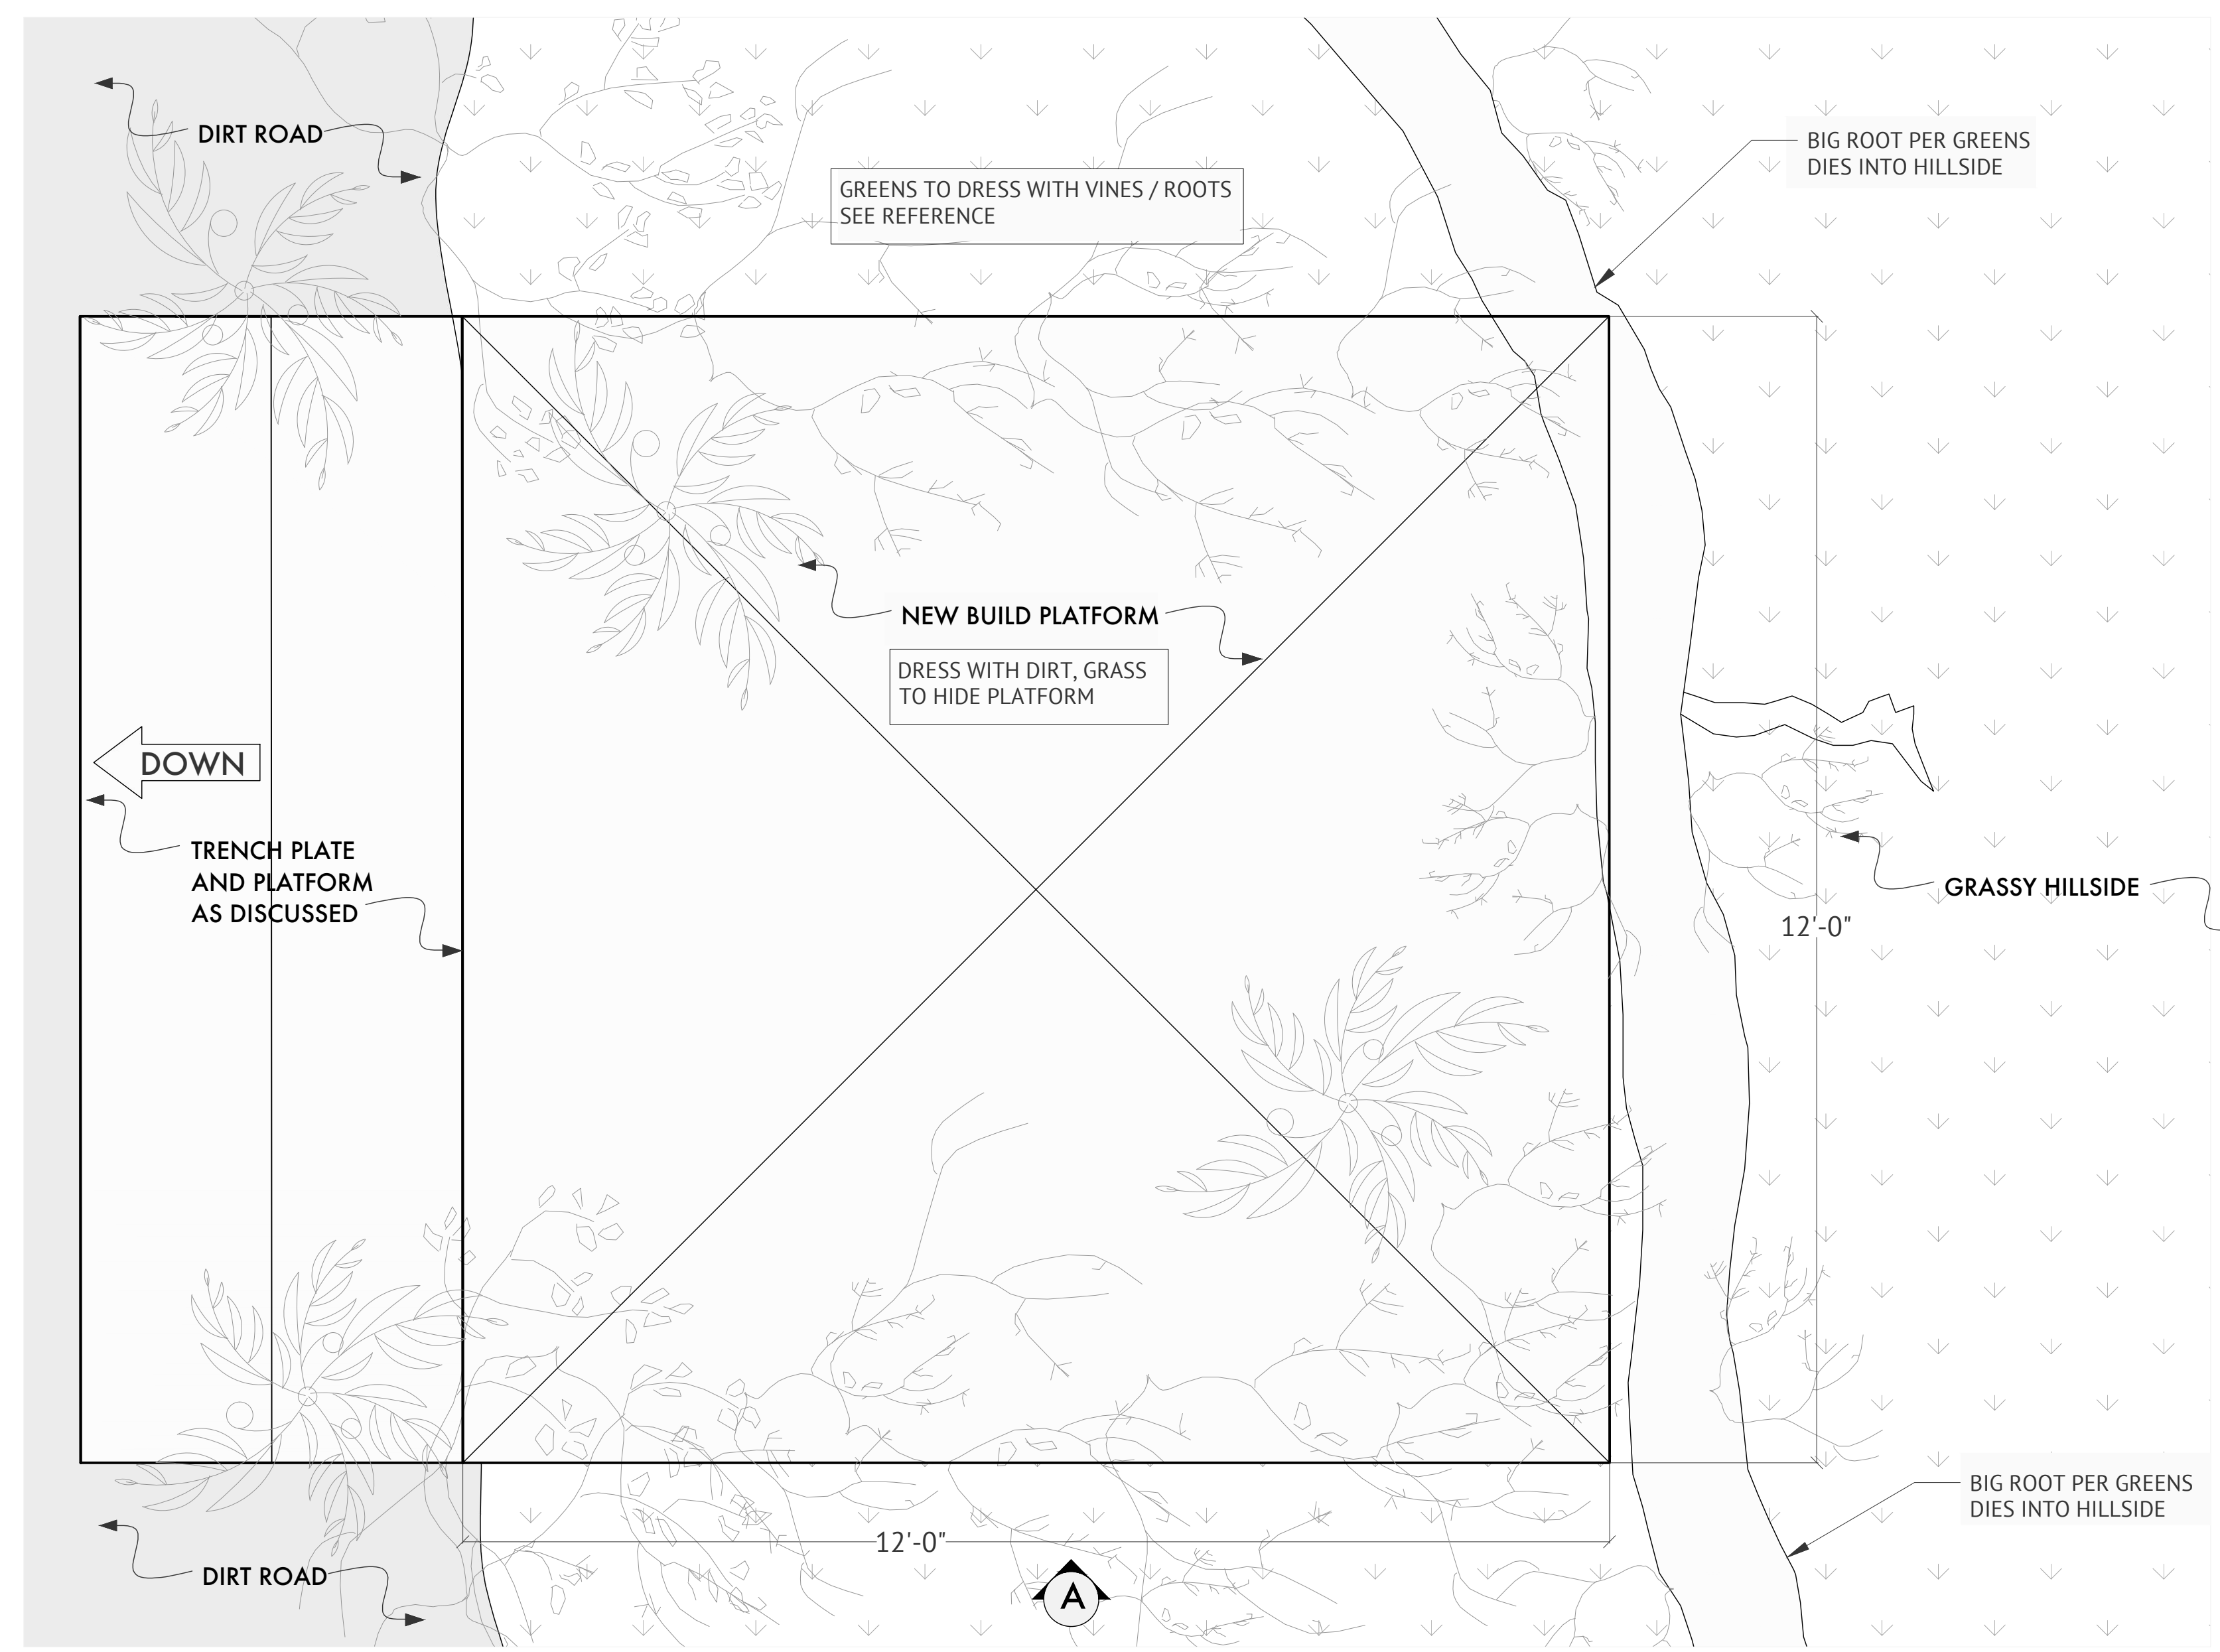 DIRT ROAD
BIG ROOT PER GREENS
DIES INTO HILLSIDE
GREENS TO DRESS WITH VINES / ROOTS
SEE REFERENCE
NEW BUILD PLATFORM
DRESS WITH DIRT, GRASS
TO HIDE PLATFORM
DOWN
TRENCH PLATE
AND PLATFORM
AS DISCUSSED
GRASSY HILLSIDE
12'-0"
BIG ROOT PER GREENS
DIES INTO HILLSIDE
12'-0"
DIRT ROAD
A